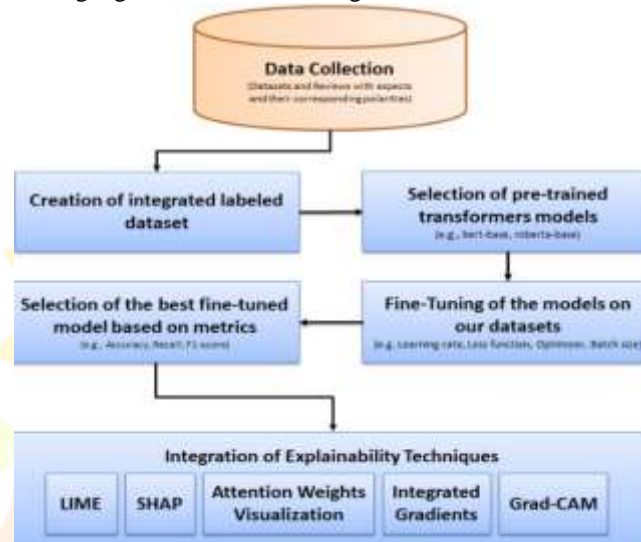 Data Collection
(Datasets and Reviews with aspects
and their corresponding polarities)
Creation of integrated labeled
dataset
Selection of pre-trained
transformers models
(e.g., bert-base, roberta-base)
Selection of the best fine-tuned
model based on metrics
(e.g., Accuracy, Recall, F1-score)
Fine-Tuning of the models on
our datasets
(e.g. Learning rate, Loss function, Optimizer, Batch size)
Integration of Explainability Techniques
LIME
SHAP
Attention Weights
Visualization
Integrated
Gradients
Grad-CAM